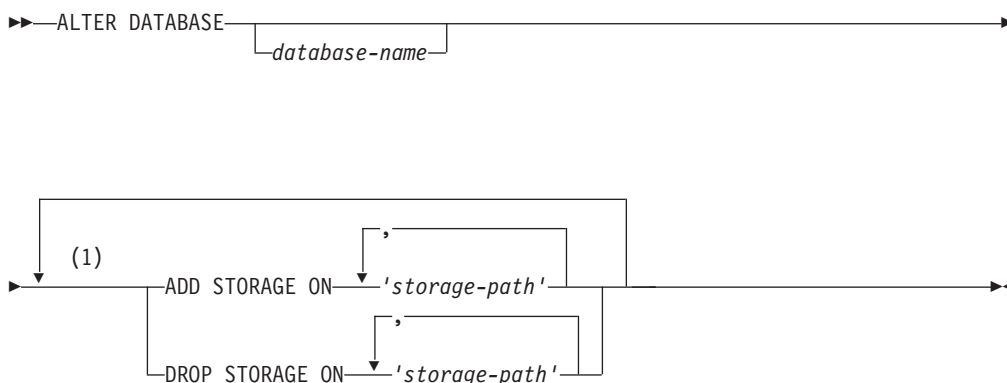 ALTER DATABASE
database-name
(1)
,
ADD STORAGE ON 'storage-path'
,
DROP STORAGE ON 'storage-path'